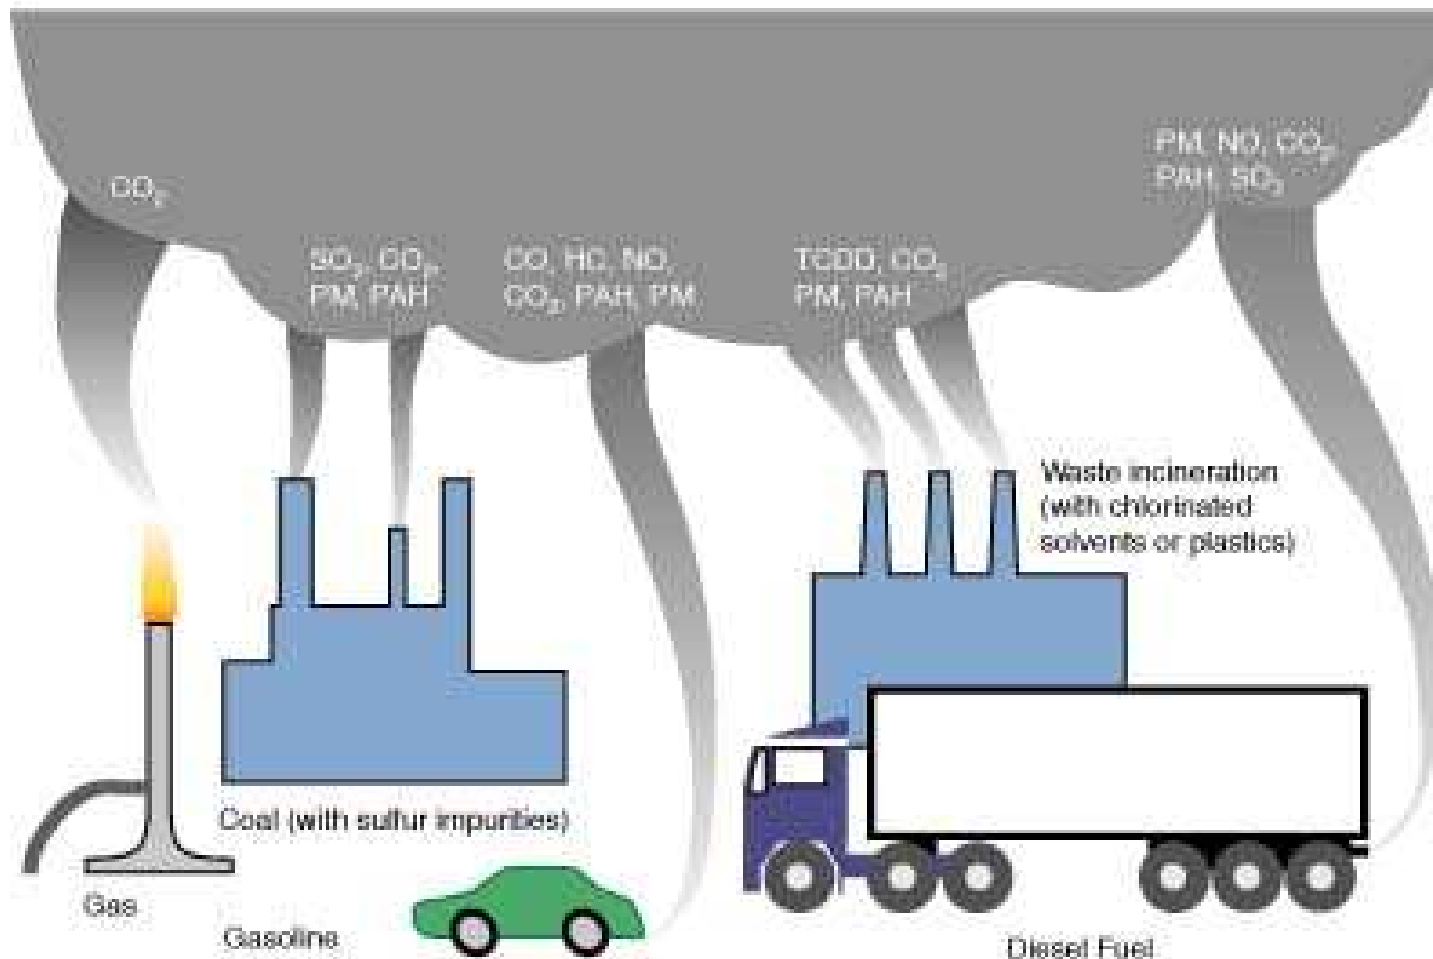 CO₂
SO₂, CO₂,
PM, PAH
CO, HC, NO,
CO₂, PAH, PM
TCDD, CO₂
PM, PAH
PM, NO, CO₂,
PAH, SO₂
Waste incineration
(with chlorinated
solvents or plastics)
Coal (with sulfur impurities)
Gas
Gasoline
Diesel Fuel